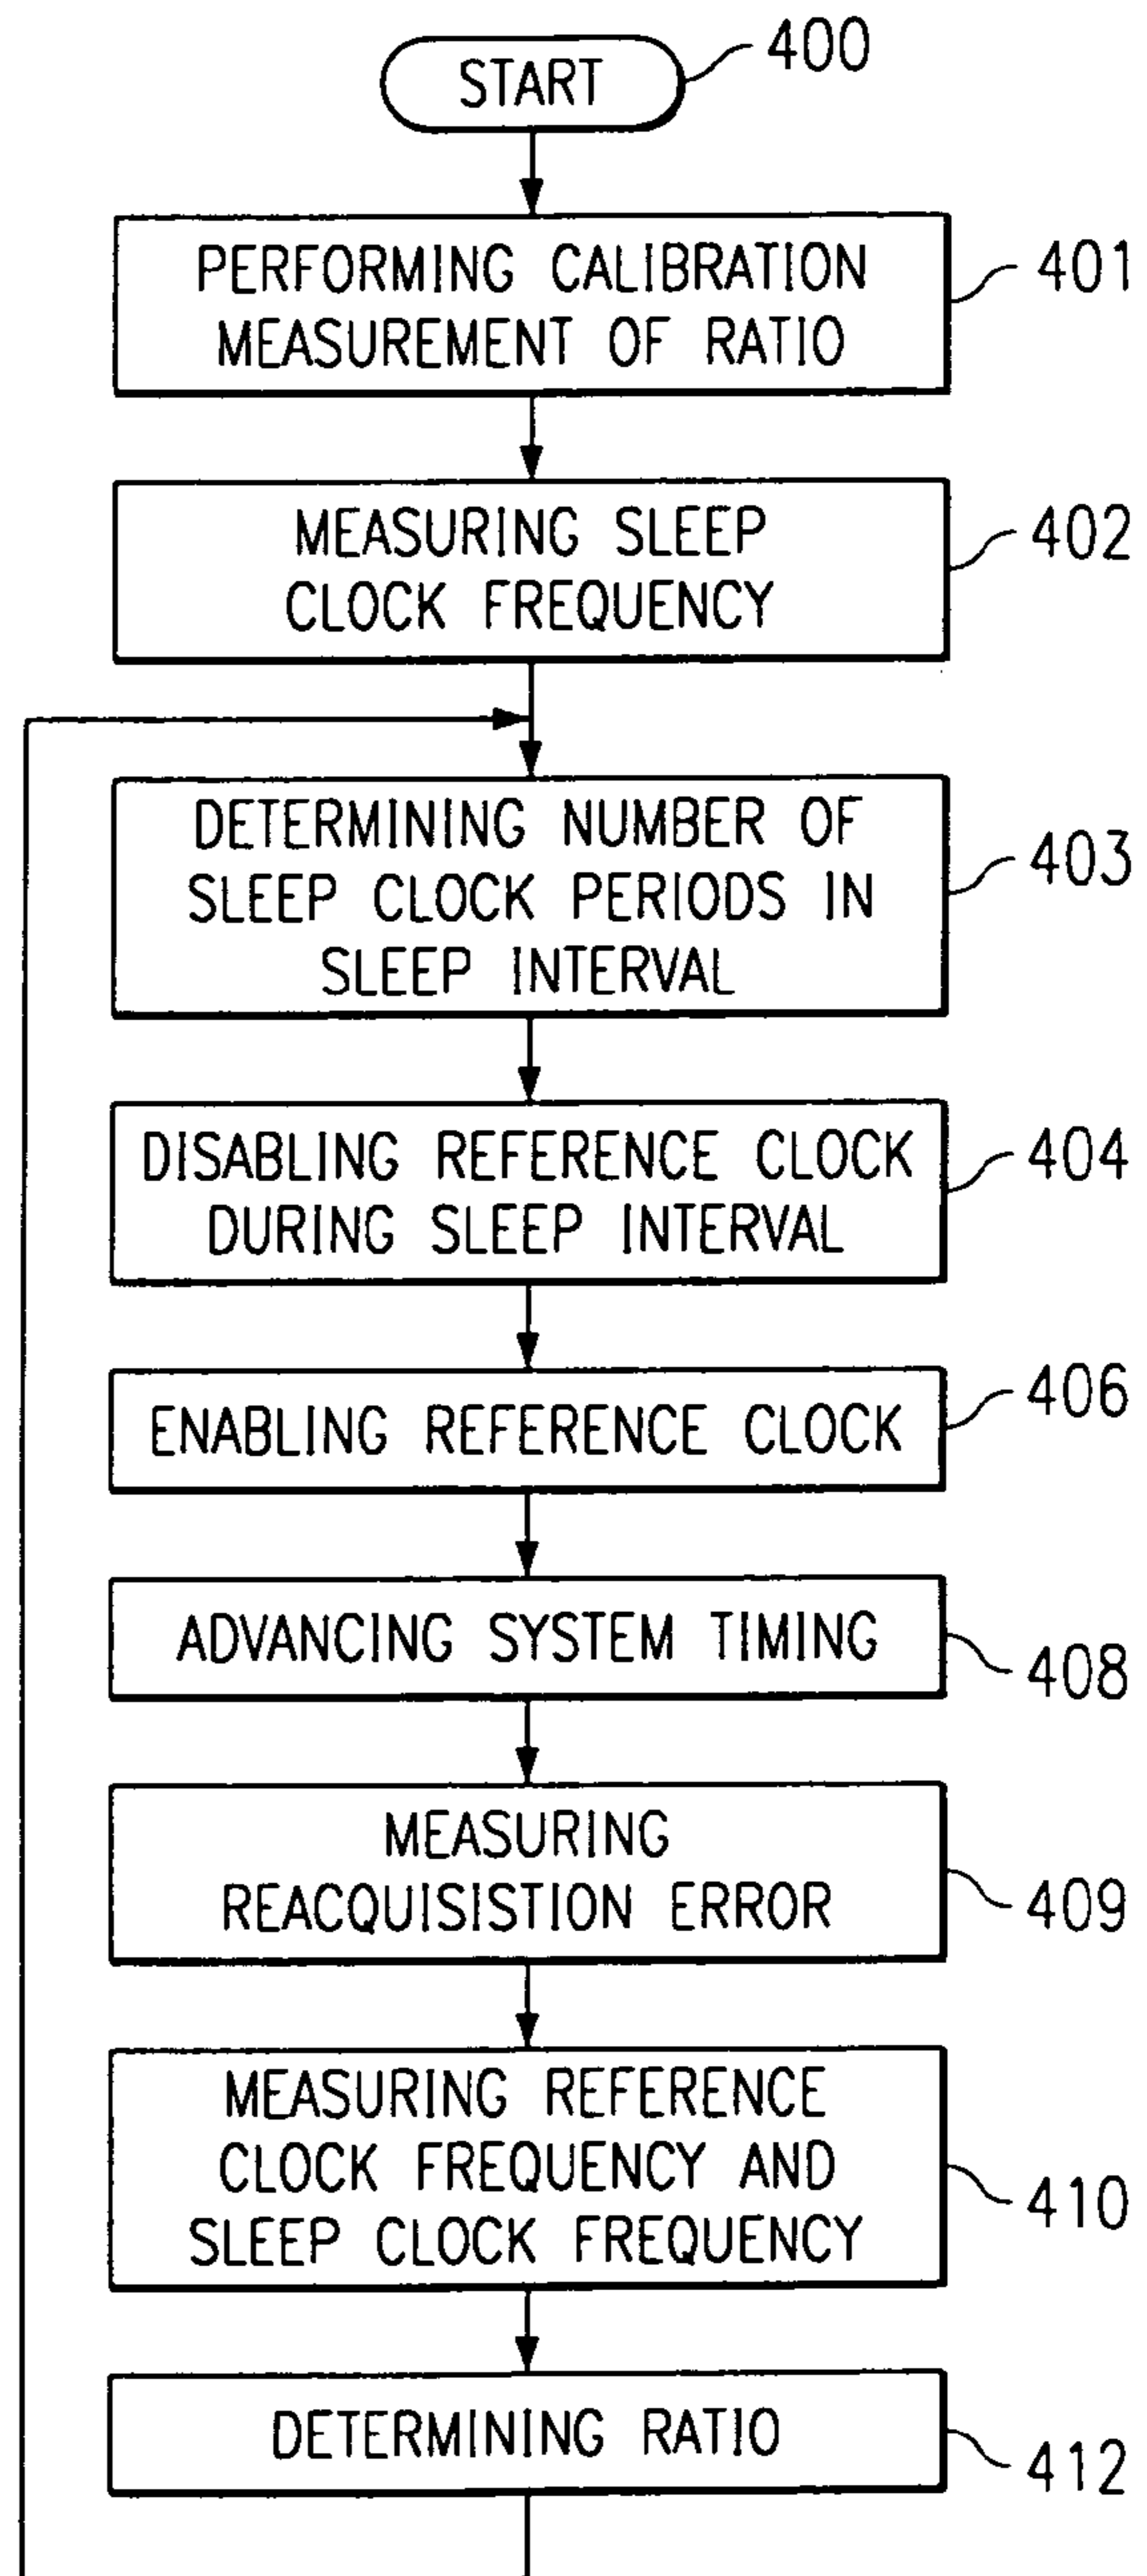 START
400
PERFORMING CALIBRATION
MEASUREMENT OF RATIO
401
MEASURING SLEEP
CLOCK FREQUENCY
402
DETERMINING NUMBER OF
SLEEP CLOCK PERIODS IN
SLEEP INTERVAL
403
DISABLING REFERENCE CLOCK
DURING SLEEP INTERVAL
404
ENABLING REFERENCE CLOCK
406
ADVANCING SYSTEM TIMING
408
MEASURING
REACQUISISTION ERROR
409
MEASURING REFERENCE
CLOCK FREQUENCY AND
SLEEP CLOCK FREQUENCY
410
DETERMINING RATIO
412